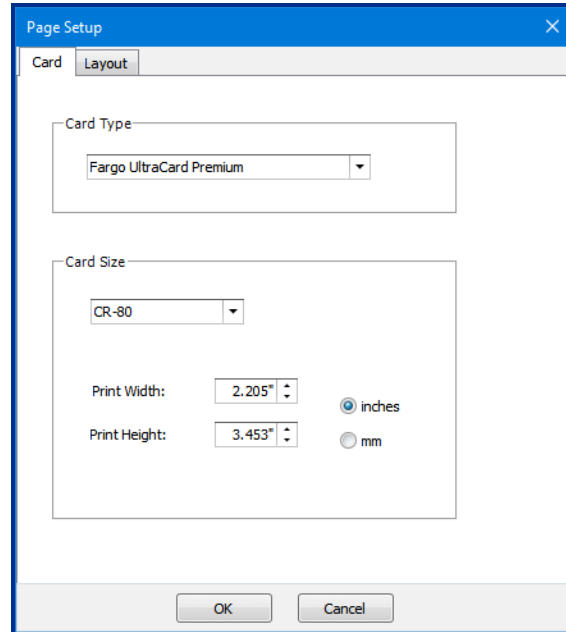 Page Setup
Card Layout
Card Type
Fargo UltraCard Premium
Card Size
CR-80
Print Width: 2.205" inches
Print Height: 3.453" mm
OK Cancel